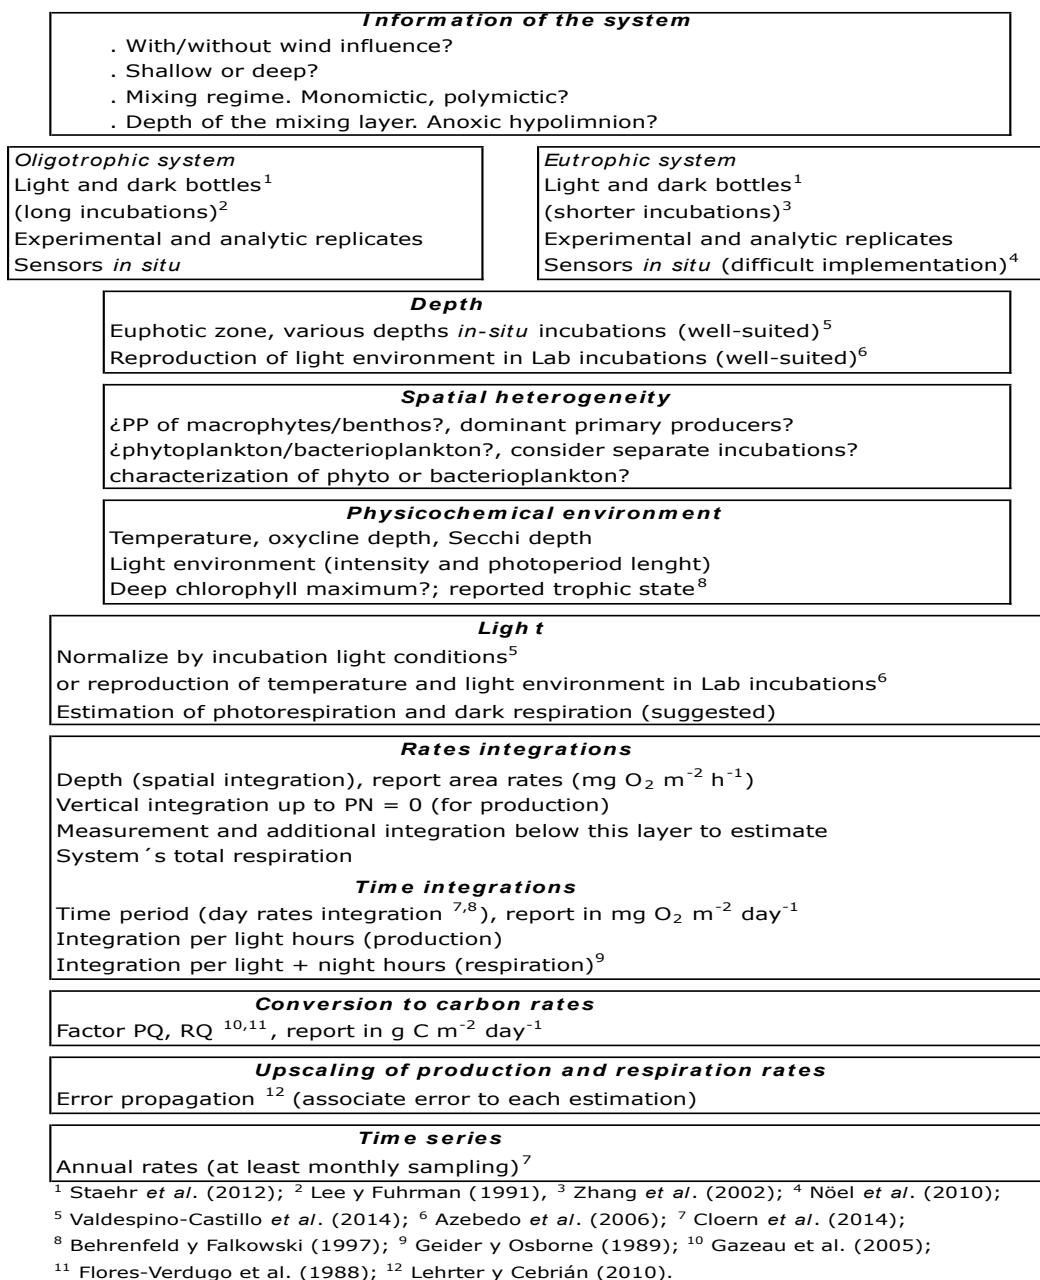 Information of the system
. With/without wind influence?
. Shallow or deep?
. Mixing regime. Monomictic, polymictic?
. Depth of the mixing layer. Anoxic hypolimnion?
Oligotrophic system
Light and dark bottles¹
(long incubations)²
Experimental and analytic replicates
Sensors in situ
Eutrophic system
Light and dark bottles¹
(shorter incubations)³
Experimental and analytic replicates
Sensors in situ (difficult implementation)⁴
Depth
Euphotic zone, various depths in-situ incubations (well-suited)⁵
Reproduction of light environment in Lab incubations (well-suited)⁶
Spatial heterogeneity
¿PP of macrophytes/benthos?, dominant primary producers?
¿phytoplankton/bacterioplankton?, consider separate incubations?
characterization of phyto or bacterioplankton?
Physicochemical environment
Temperature, oxycline depth, Secchi depth
Light environment (intensity and photoperiod lenght)
Deep chlorophyll maximum?; reported trophic state⁸
Light
Normalize by incubation light conditions⁵
or reproduction of temperature and light environment in Lab incubations⁶
Estimation of photorespiration and dark respiration (suggested)
Rates integrations
Depth (spatial integration), report area rates (mg O₂ m⁻² h⁻¹)
Vertical integration up to PN = 0 (for production)
Measurement and additional integration below this layer to estimate
System´s total respiration
Time integrations
Time period (day rates integration ⁷,⁸), report in mg O₂ m⁻² day⁻¹
Integration per light hours (production)
Integration per light + night hours (respiration)⁹
Conversion to carbon rates
Factor PQ, RQ ¹⁰,¹¹, report in g C m⁻² day⁻¹
Upscaling of production and respiration rates
Error propagation ¹² (associate error to each estimation)
Time series
Annual rates (at least monthly sampling)⁷
¹ Staehr et al. (2012); ² Lee y Fuhrman (1991), ³ Zhang et al. (2002); ⁴ Nöel et al. (2010);
⁵ Valdespino-Castillo et al. (2014); ⁶ Azebedo et al. (2006); ⁷ Cloern et al. (2014);
⁸ Behrenfeld y Falkowski (1997); ⁹ Geider y Osborne (1989); ¹⁰ Gazeau et al. (2005);
¹¹ Flores-Verdugo et al. (1988); ¹² Lehrter y Cebrián (2010).